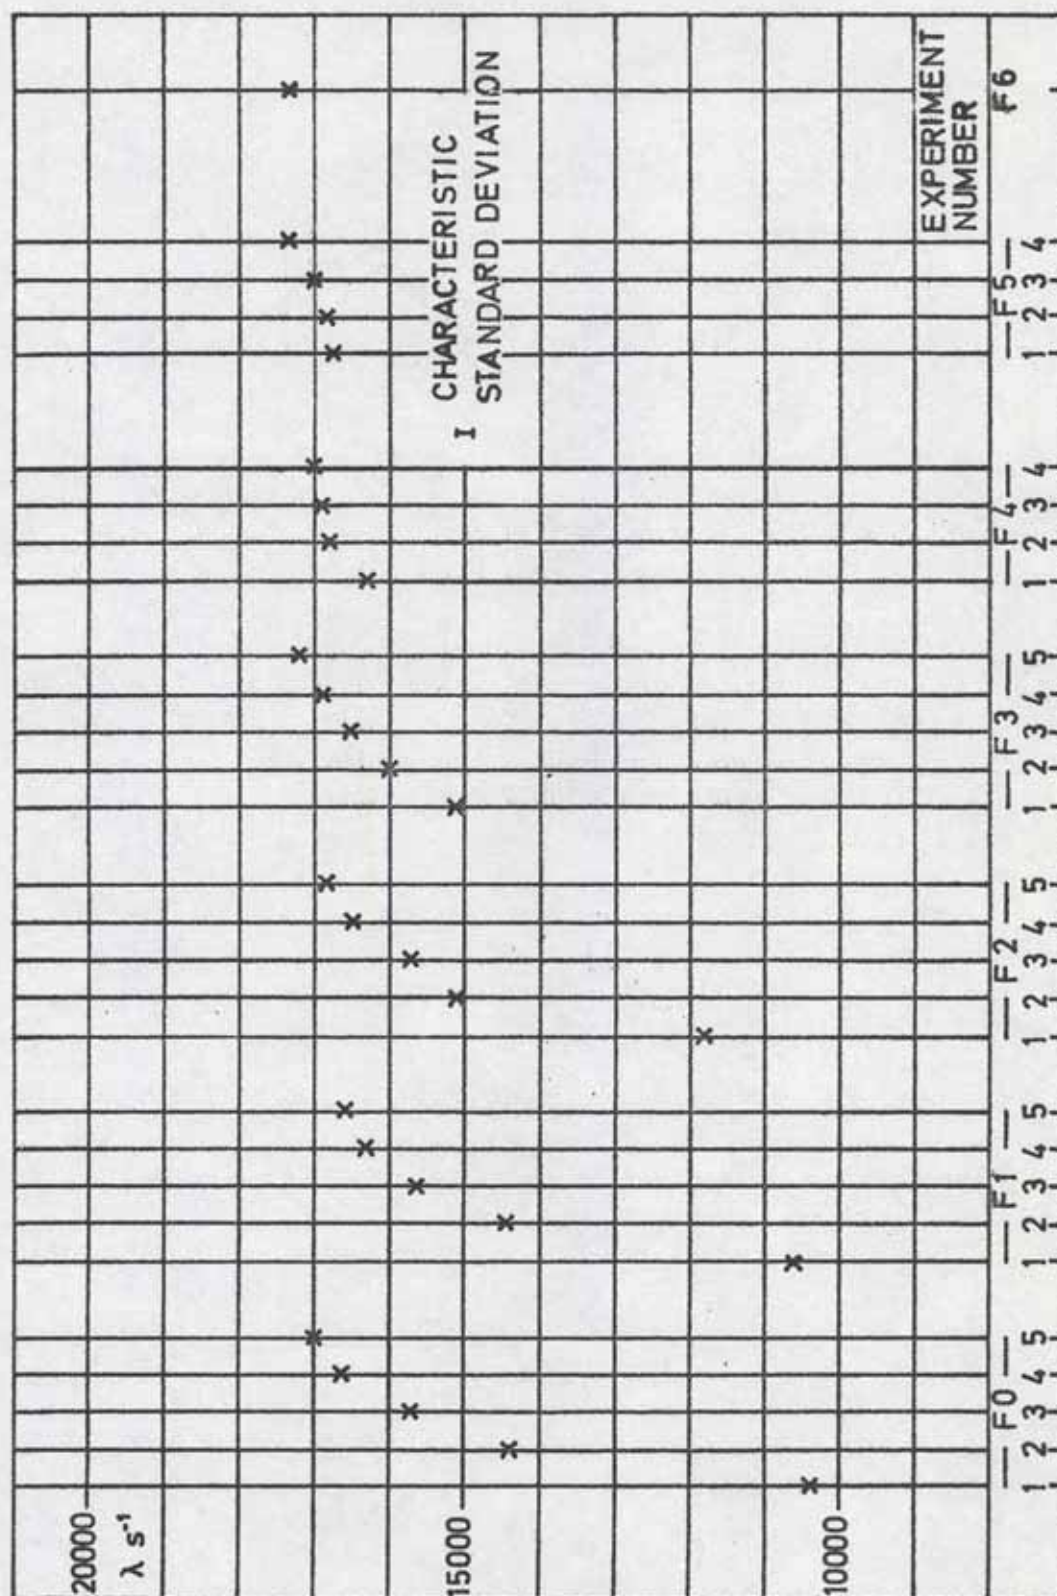 20000
λ s⁻¹
15000
10000
CHARACTERISTIC
STANDARD DEVIATION
EXPERIMENT
NUMBER
1 2 3 4 5 1 2 3 4 5 1 2 3 4 5 1 2 3 4 5 1 2 3 4 1 2 3 4
F0 F1 F2 F3 F4 F5 F6